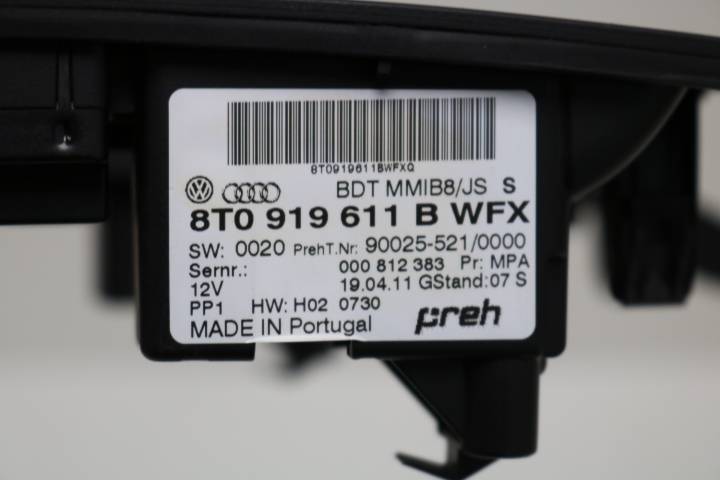 8T0919611BWFXQ
BDT MMIB8/JS S
8T0 919 611 B WFX
SW: 0020 PrehT.Nr: 90025-521/0000
Sernr.: 000 812 383 Pr: MPA
12V 19.04.11 GStand:07 S
PP1 HW: H02 0730
MADE IN Portugal preh